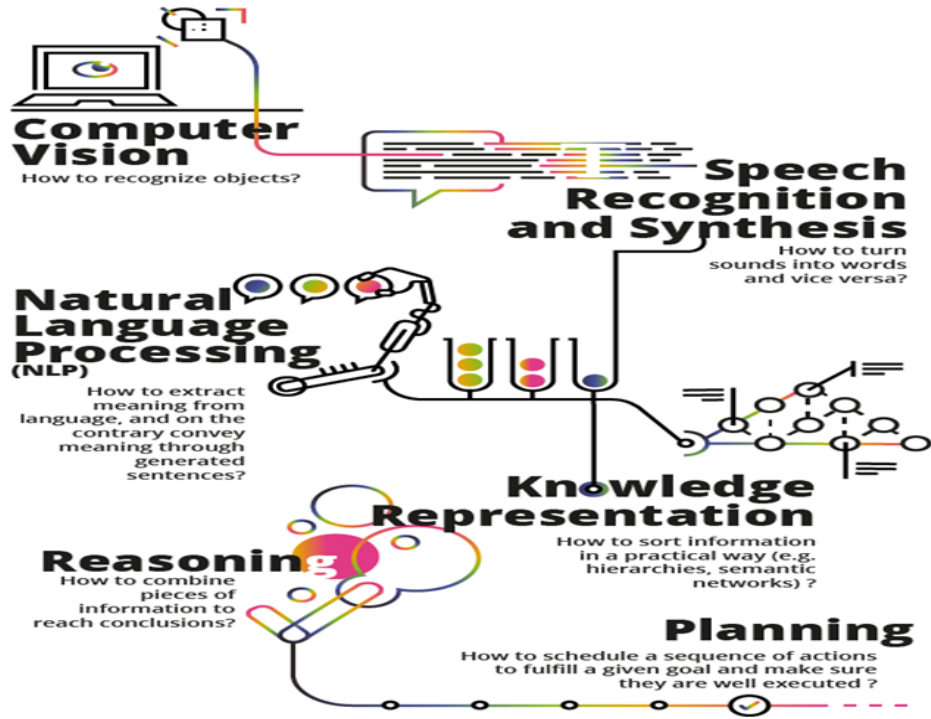 Computer
Vision
How to recognize objects?
Speech
Recognition
and Synthesis
How to turn
sounds into words
and vice versa?
Natural
Language
Processing
(NLP)
How to extract
meaning from
language, and on the
contrary convey
meaning through
generated
sentences?
Knowledge
Representation
How to sort information
in a practical way (e.g.
hierarchies, semantic
networks) ?
Reasoning
How to combine
pieces of
information to
reach conclusions?
Planning
How to schedule a sequence of actions
to fulfill a given goal and make sure
they are well executed ?